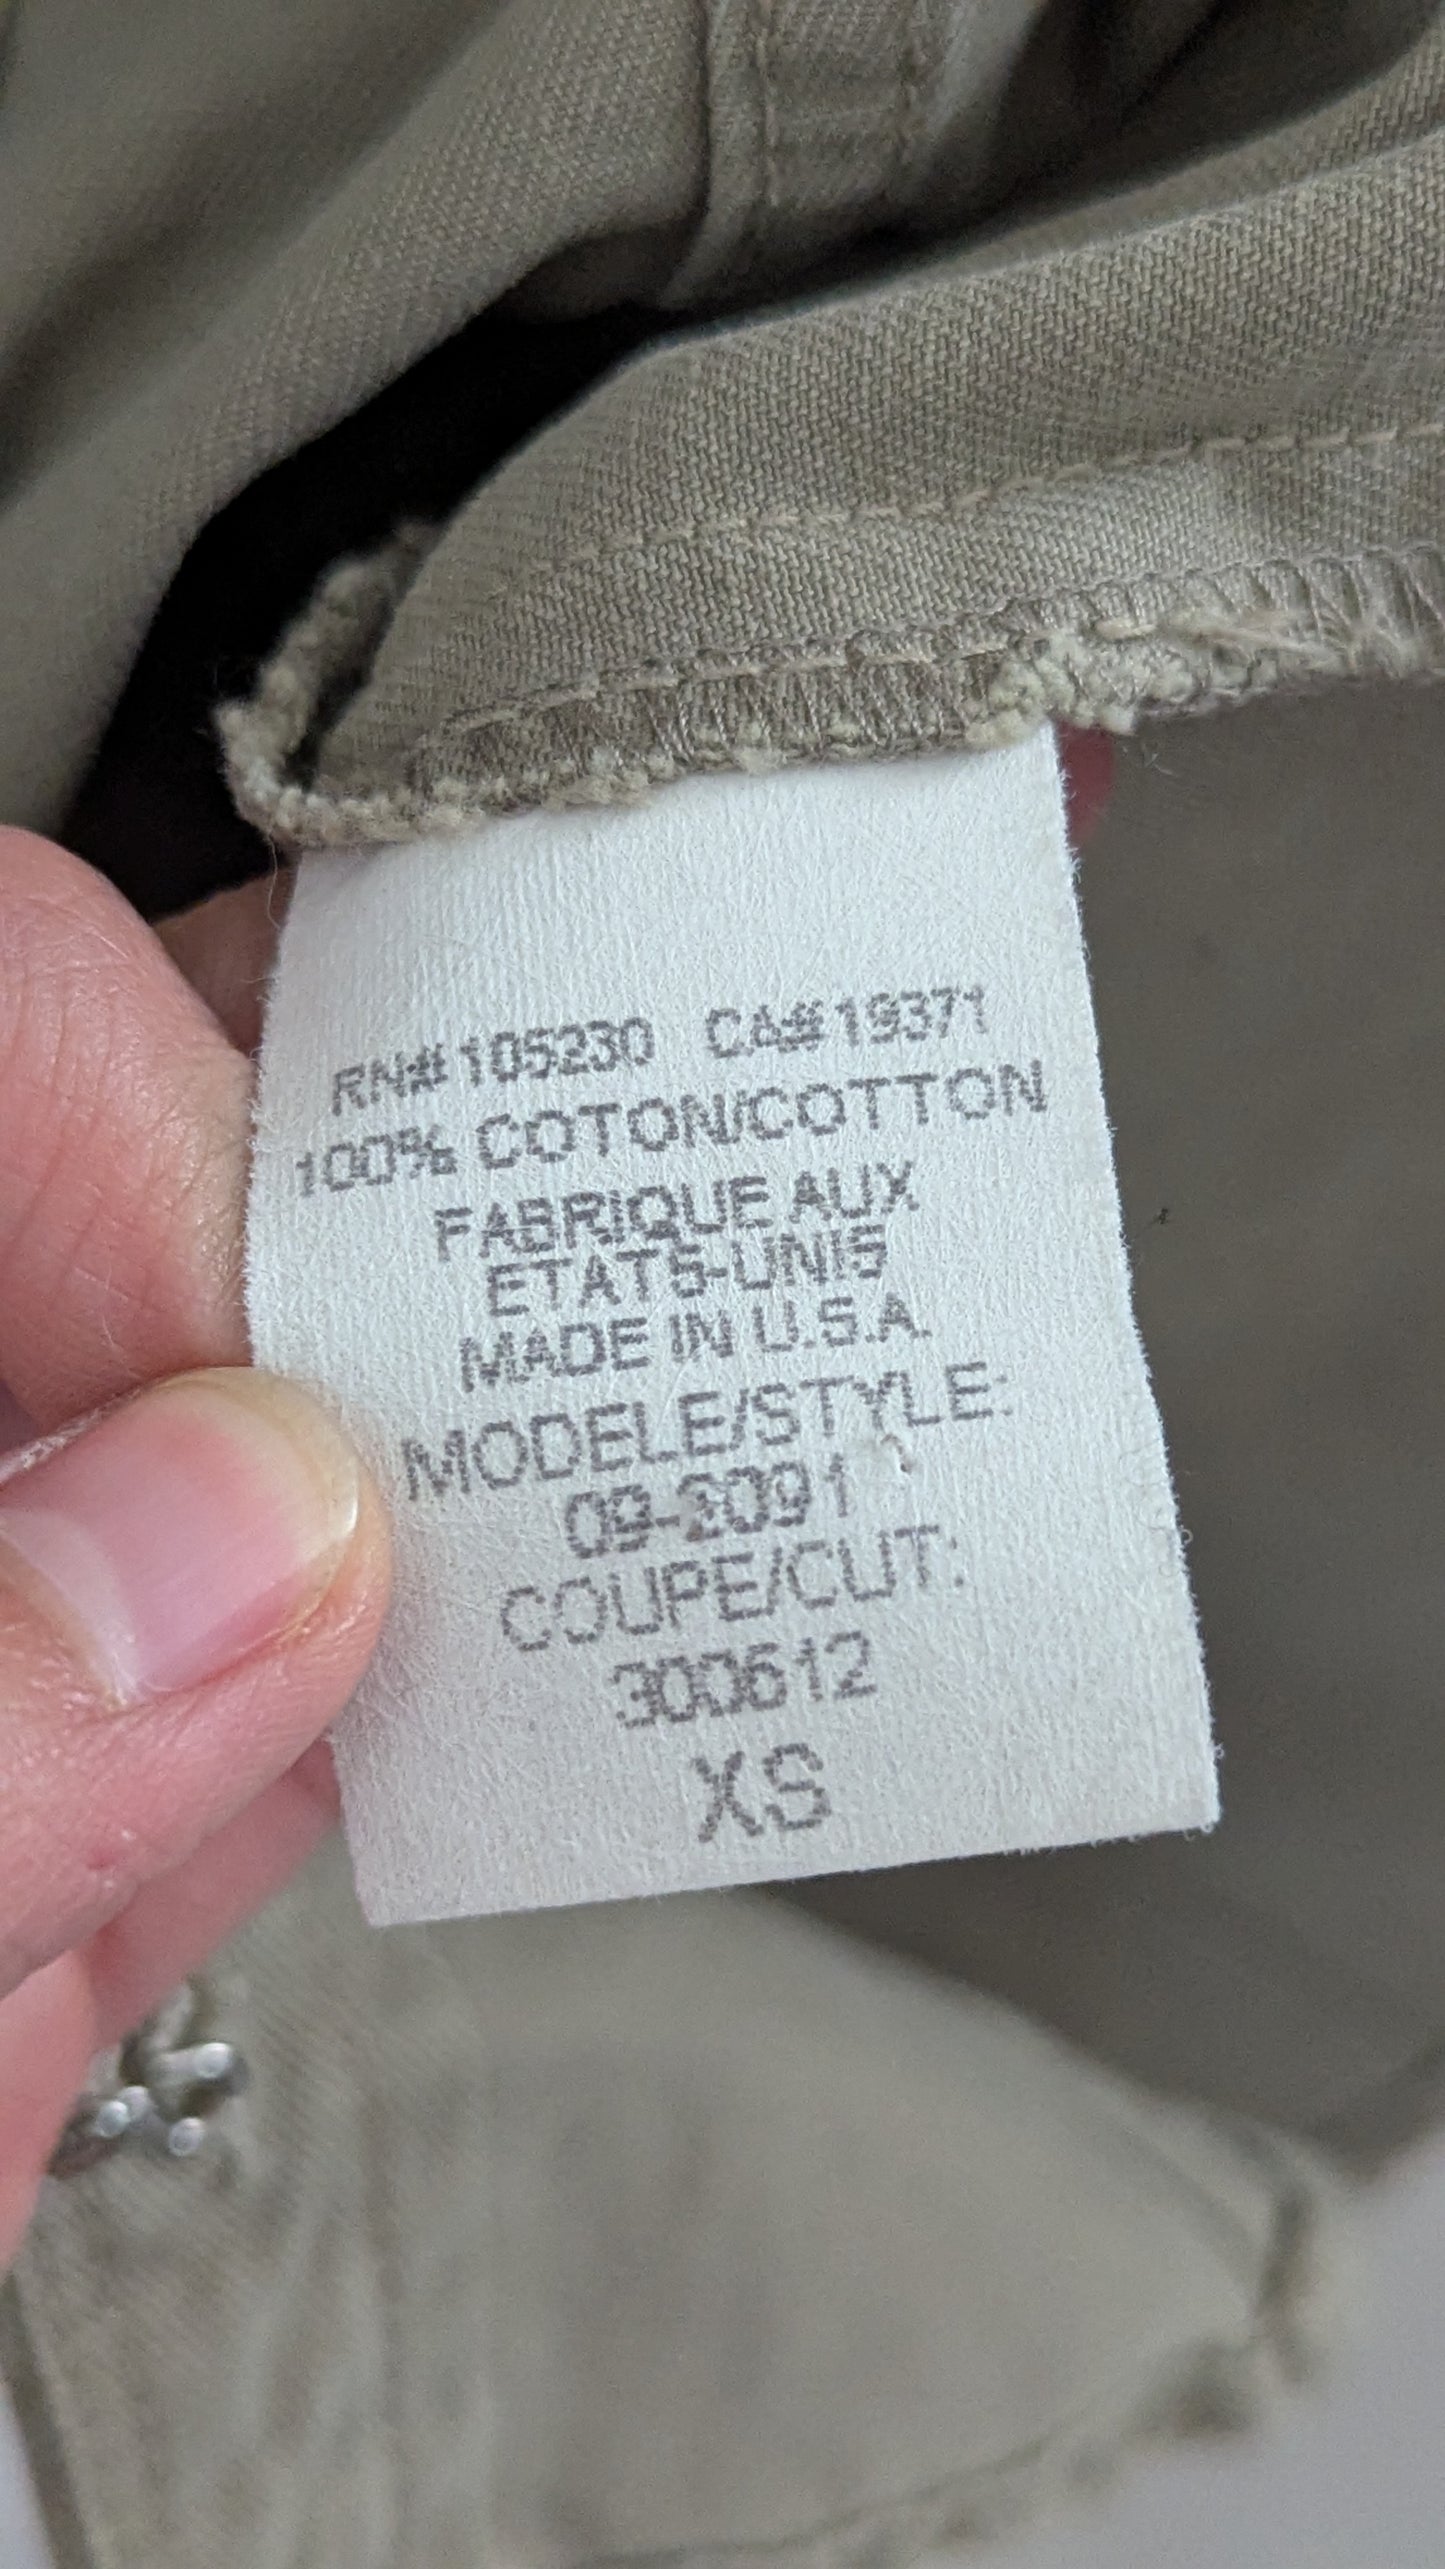 RN# 105230 CA# 19371
100% COTON/COTTON
FABRIQUE AUX
ETATS-UNIS
MADE IN U.S.A.
MODELE/STYLE:
09-2091
COUPE/CUT:
300612
XS